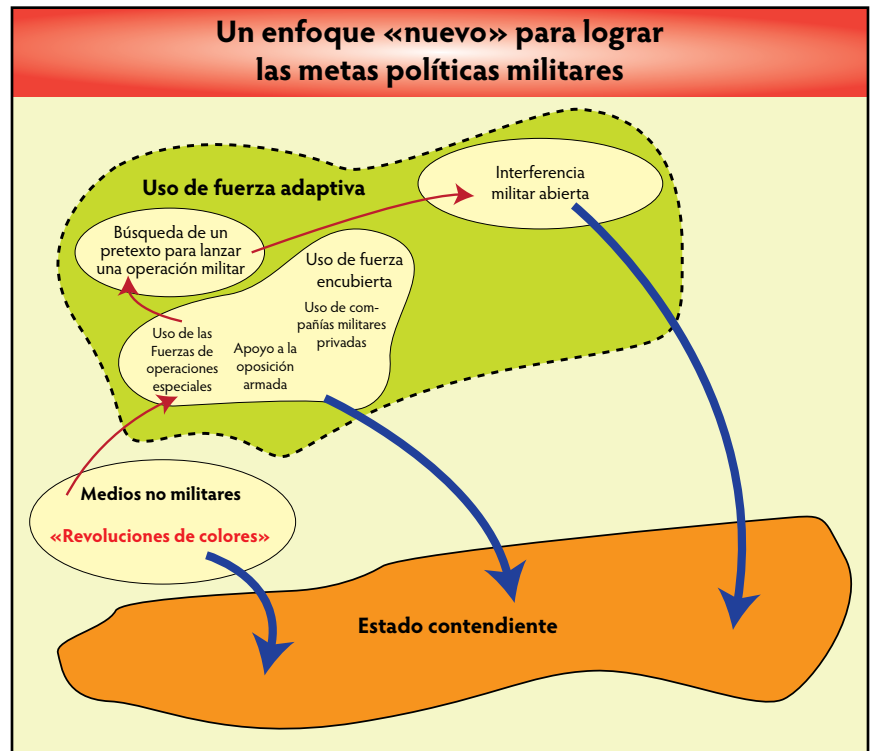 Un enfoque «nuevo» para lograr
las metas políticas militares
Uso de fuerza adaptiva
Interferencia
militar abierta
Búsqueda de un
pretexto para lanzar
una operación militar
Uso de fuerza
encubierta
Uso de com-
pañías militares
privadas
Uso de las
Fuerzas de
operaciones
especiales
Apoyo a la
oposición
armada
Medios no militares
«Revoluciones de colores»
Estado contendiente